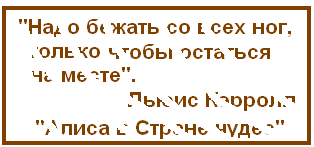 "Надо бежать со всех ног,
только чтобы остаться
на месте".
Льюис Кэрролл
"Алиса в Стране чудес"